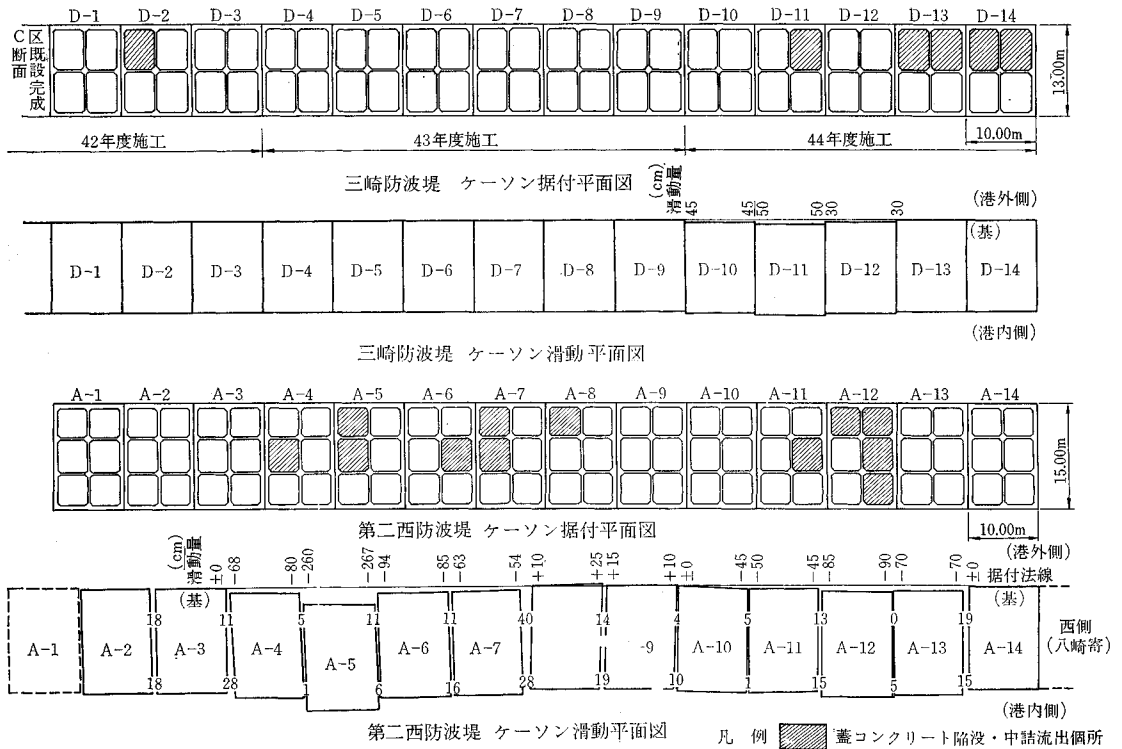 D-1 D-2 D-3 D-4 D-5 D-6 D-7 D-8 D-9 D-10 D-11 D-12 D-13 D-14
C区既設完成
断面
13.00m
10.00m
42年度施工 43年度施工 44年度施工
三崎防波堤 ケーソン据付平面図
滑動量(cm)
45 45 50 50 30 30
(港外側)
(基)
D-1 D-2 D-3 D-4 D-5 D-6 D-7 D-8 D-9 D-10 D-11 D-12 D-13 D-14
(港内側)
三崎防波堤 ケーソン滑動平面図
A-1 A-2 A-3 A-4 A-5 A-6 A-7 A-8 A-9 A-10 A-11 A-12 A-13 A-14
15.00m
第二西防波堤 ケーソン据付平面図
10.00m
(港外側)
滑動量(cm)
±0 -68 -80 -260 -267 -94 -85 -63 -54 +10 +25 +15 +10 ±0 -45 -50 -45 -85 -90 -70 -70 ±0
据付法線
(基) (基)
18 11 5 11 11 40 14 4 5 13 0 19
A-1 A-2 A-3 A-4 A-5 A-6 A-7 -9 A-10 A-11 A-12 A-13 A-14
西側
(八崎寄)
18 28 1 6 16 28 19 10 1 15 5 15
(港内側)
第二西防波堤 ケーソン滑動平面図
凡例 蓋コンクリート陥没・中詰流出個所